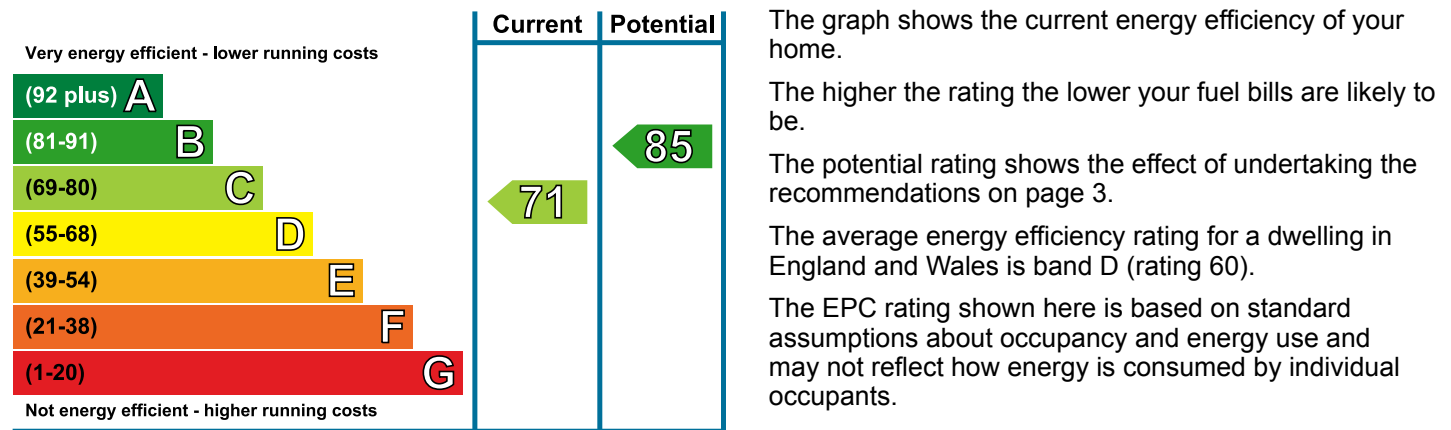 Current Potential
Very energy efficient - lower running costs
(92 plus) A
(81-91) B
85
(69-80) C
71
(55-68) D
(39-54) E
(21-38) F
(1-20) G
Not energy efficient - higher running costs
The graph shows the current energy efficiency of your
home.
The higher the rating the lower your fuel bills are likely to
be.
The potential rating shows the effect of undertaking the
recommendations on page 3.
The average energy efficiency rating for a dwelling in
England and Wales is band D (rating 60).
The EPC rating shown here is based on standard
assumptions about occupancy and energy use and
may not reflect how energy is consumed by individual
occupants.